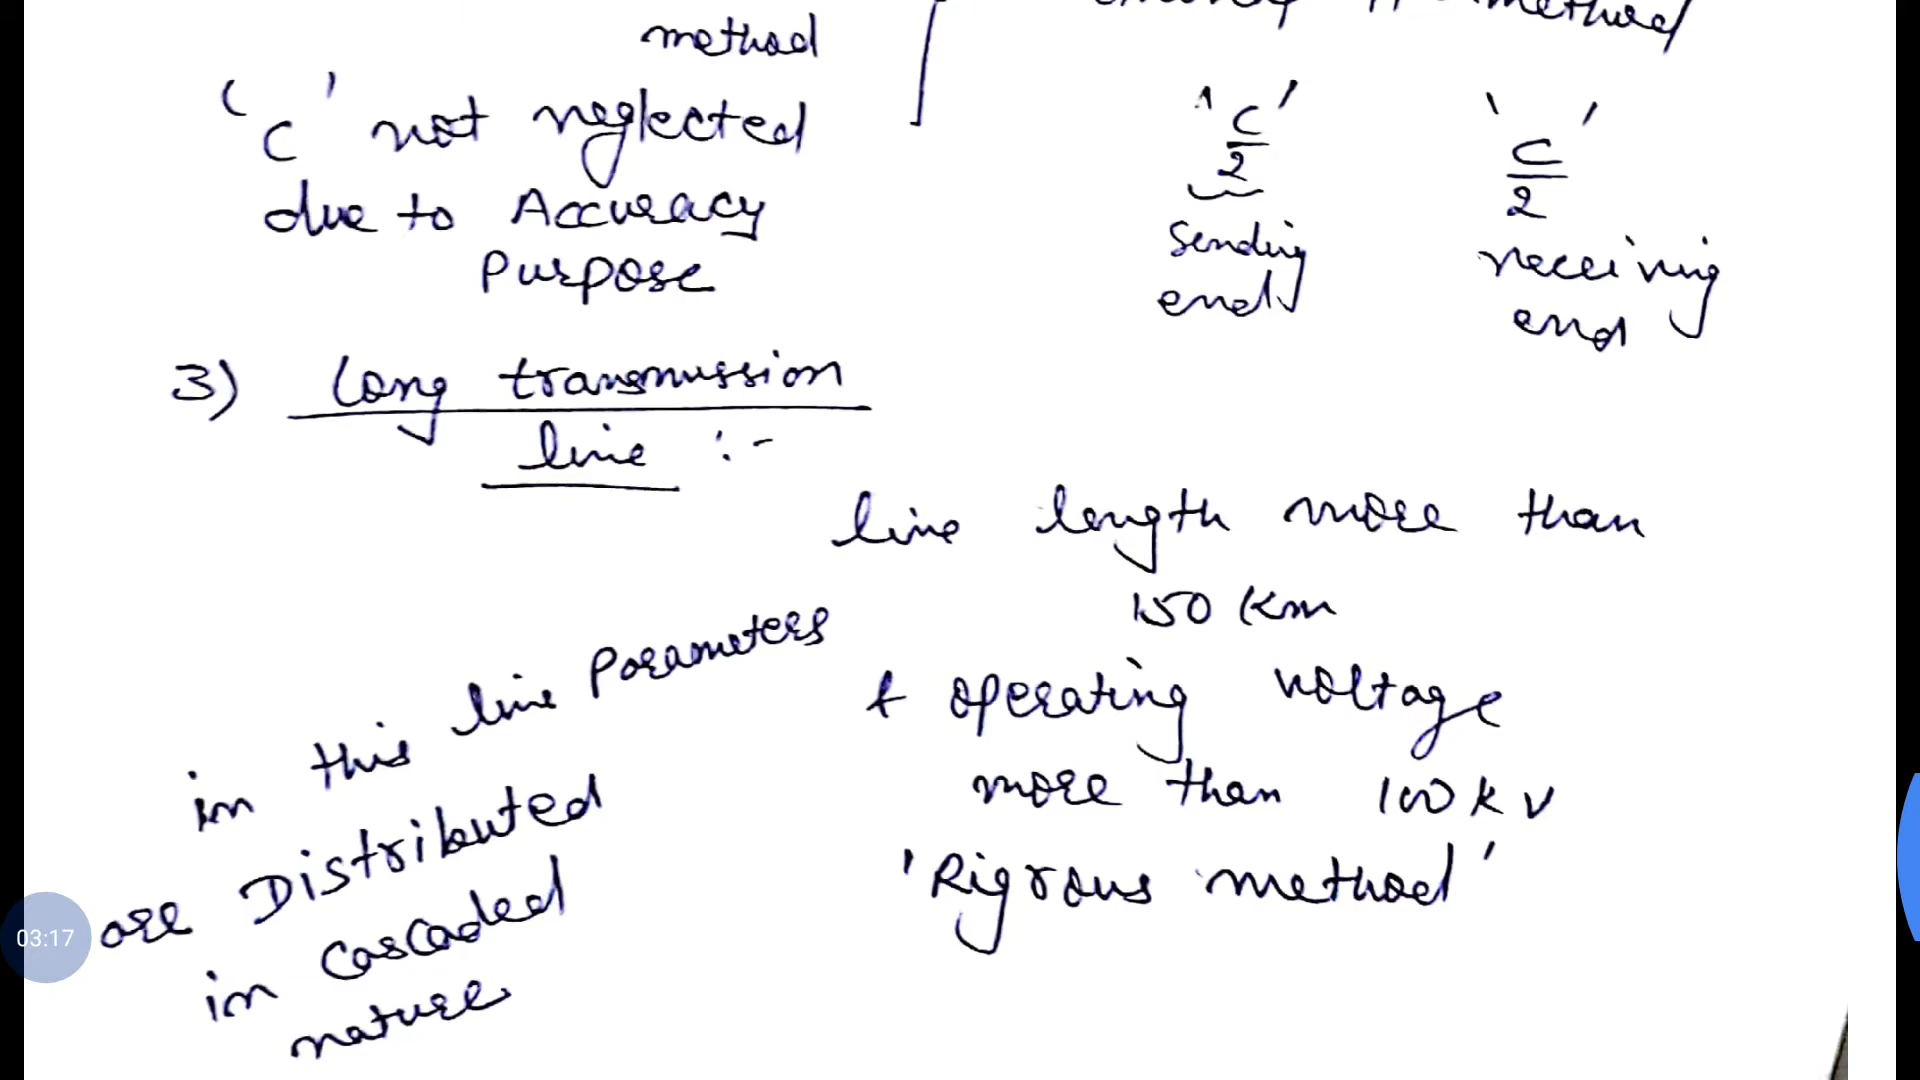 method
method
'C' not neglected
due to Accuracy
Purpose
'C/2'
sending
end
'C/2'
receiving
end
3) Long transmission
line :-
line length more than
150 Km
& operating voltage
more than 100 KV
'Rigrous method'
in this line Parameters
are Distributed
in cascaded
nature
03:17